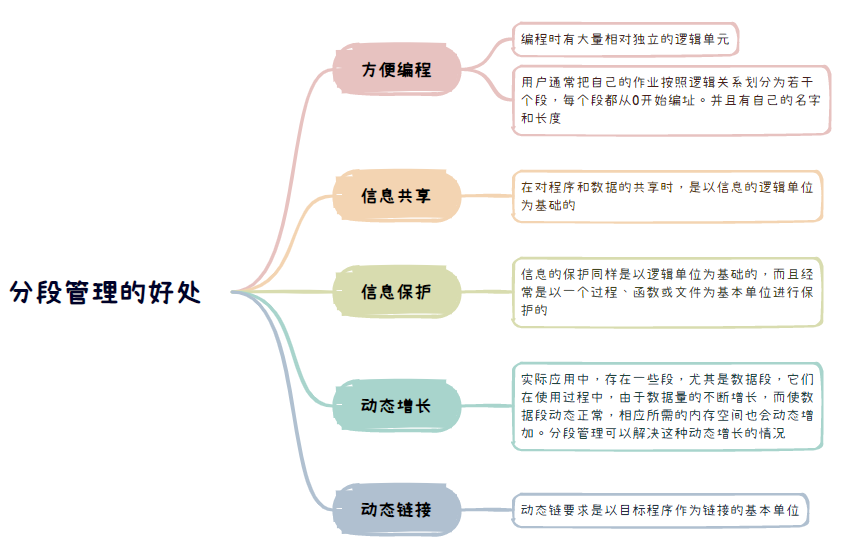 分段管理的好处
方便编程
编程时有大量相对独立的逻辑单元
用户通常把自己的作业按照逻辑关系划分为若干
个段，每个段都从0开始编址。并且有自己的名字
和长度
信息共享
在对程序和数据的共享时，是以信息的逻辑单位
为基础的
信息保护
信息的保护同样是以逻辑单位为基础的，而且经
常是以一个过程、函数或文件为基本单位进行保
护的
动态增长
实际应用中，存在一些段，尤其是数据段，它们
在使用过程中，由于数据量的不断增长，而使数
据段动态正常，相应所需的内存空间也会动态增
加。分段管理可以解决这种动态增长的情况
动态链接
动态链要求是以目标程序作为链接的基本单位